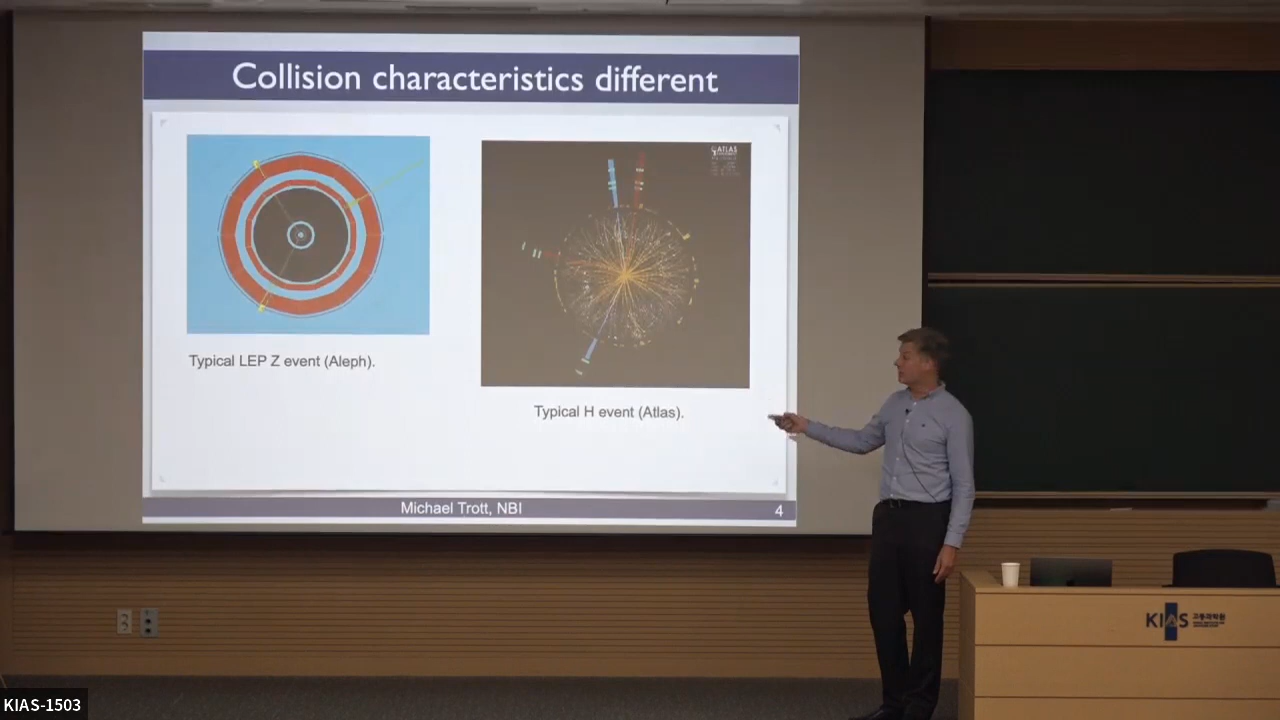 Collision characteristics different
ATLAS
Typical LEP Z event (Aleph).
Typical H event (Atlas).
Michael Trott, NBI
4
KIAS 고등과학원
KIAS-1503